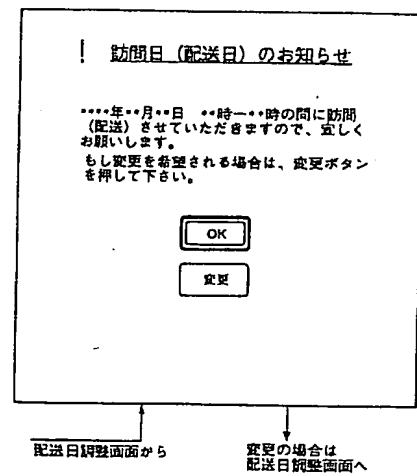 ! 訪問日（配送日）のお知らせ
****年**月**日 **時ー**時の間に訪問
（配送）させていただきますので、宜しく
お願いします。
もし変更を希望される場合は、変更ボタン
を押して下さい。
OK
変更
配送日調整画面から
変更の場合は
配送日調整画面へ